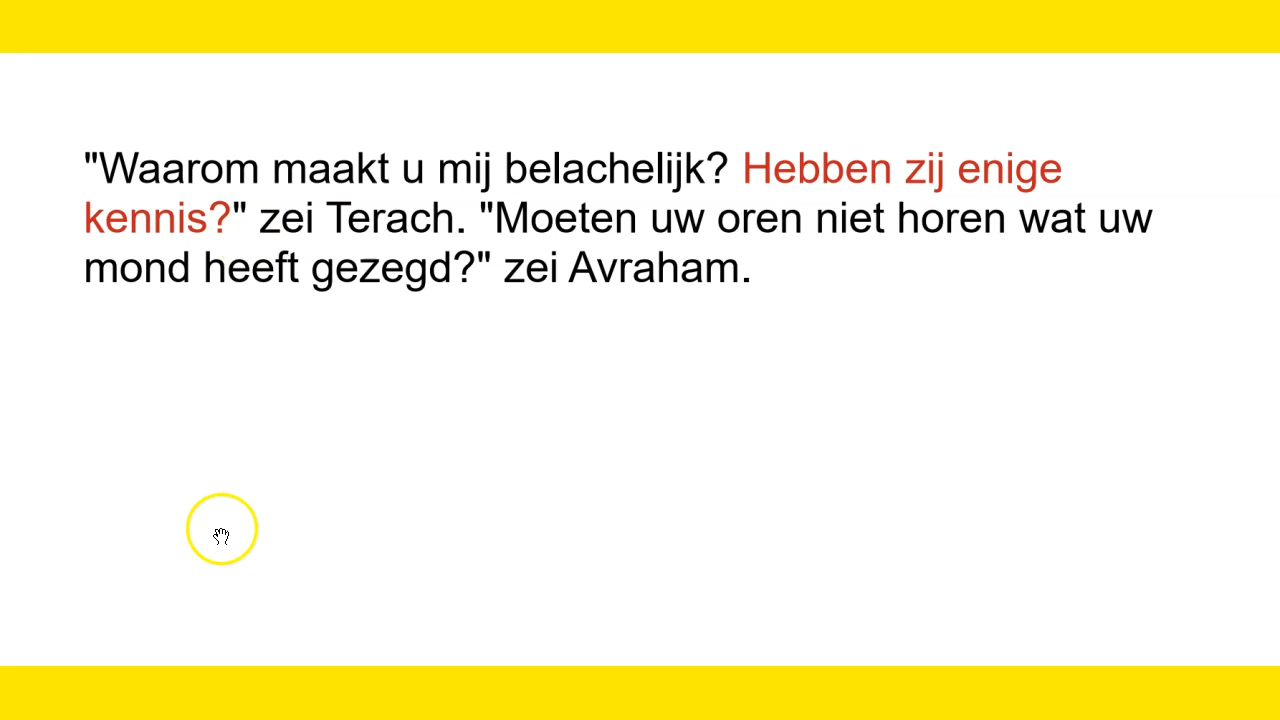 "Waarom maakt u mij belachelijk? Hebben zij enige
kennis?" zei Terach. "Moeten uw oren niet horen wat uw
mond heeft gezegd?" zei Avraham.